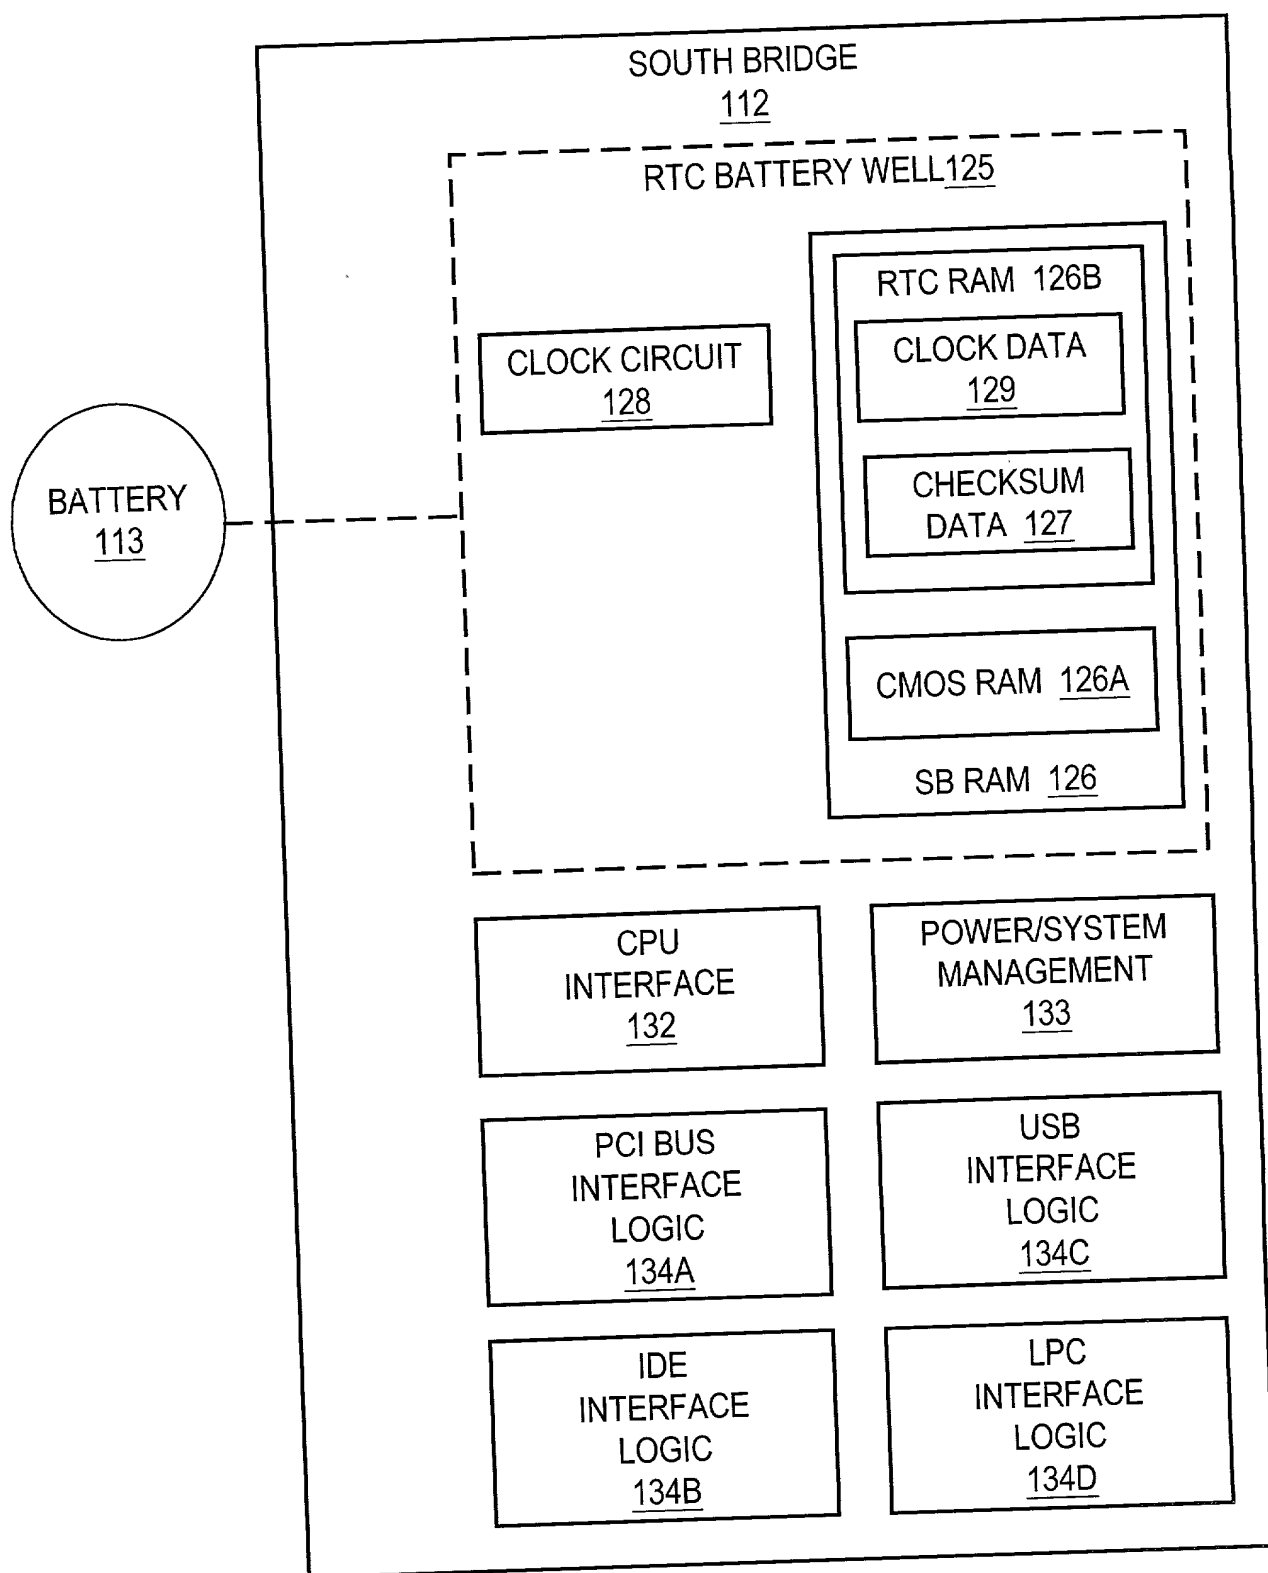 SOUTH BRIDGE
112
RTC BATTERY WELL 125
RTC RAM 126B
CLOCK CIRCUIT
128
CLOCK DATA
129
BATTERY
113
CHECKSUM
DATA 127
CMOS RAM 126A
SB RAM 126
CPU
INTERFACE
132
POWER/SYSTEM
MANAGEMENT
133
PCI BUS
INTERFACE
LOGIC
134A
USB
INTERFACE
LOGIC
134C
IDE
INTERFACE
LOGIC
134B
LPC
INTERFACE
LOGIC
134D